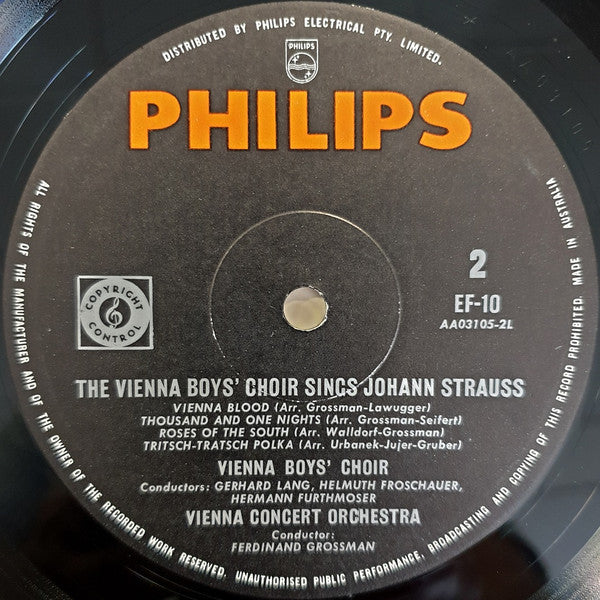 DISTRIBUTED BY PHILIPS ELECTRICAL PTY. LIMITED.
PHILIPS
PHILIPS
2
EF-10
AA03105-2L
COPYRIGHT
CONTROL
THE VIENNA BOYS' CHOIR SINGS JOHANN STRAUSS
VIENNA BLOOD (Arr. Grossman-Lawugger)
THOUSAND AND ONE NIGHTS (Arr. Grossman-Seifert)
ROSES OF THE SOUTH (Arr. Walldorf-Grossman)
TRITSCH-TRATSCH POLKA (Arr. Urbanek-Jujer-Gruber)
VIENNA BOYS' CHOIR
Conductors: GERHARD LANG, HELMUTH FROSCHAUER,
HERMANN FURTHMOSER
VIENNA CONCERT ORCHESTRA
Conductor:
FERDINAND GROSSMAN
ALL RIGHTS OF THE MANUFACTURER AND OF THE OWNER OF THE RECORDED WORK RESERVED. UNAUTHORISED PUBLIC PERFORMANCE, BROADCASTING AND COPYING OF THIS RECORD PROHIBITED. MADE IN AUSTRALIA